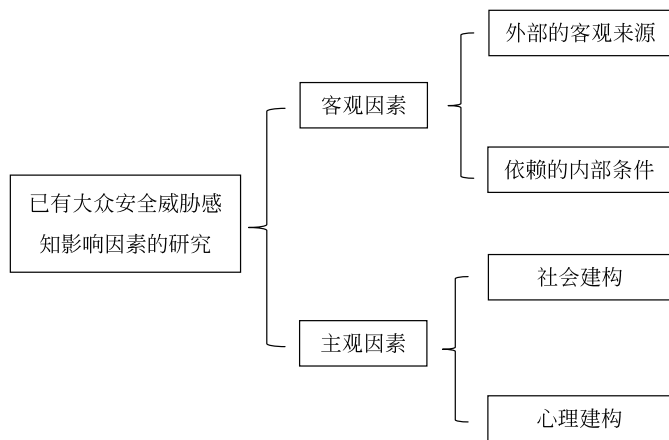 已有大众安全威胁感
知影响因素的研究
客观因素
外部的客观来源
依赖的内部条件
主观因素
社会建构
心理建构